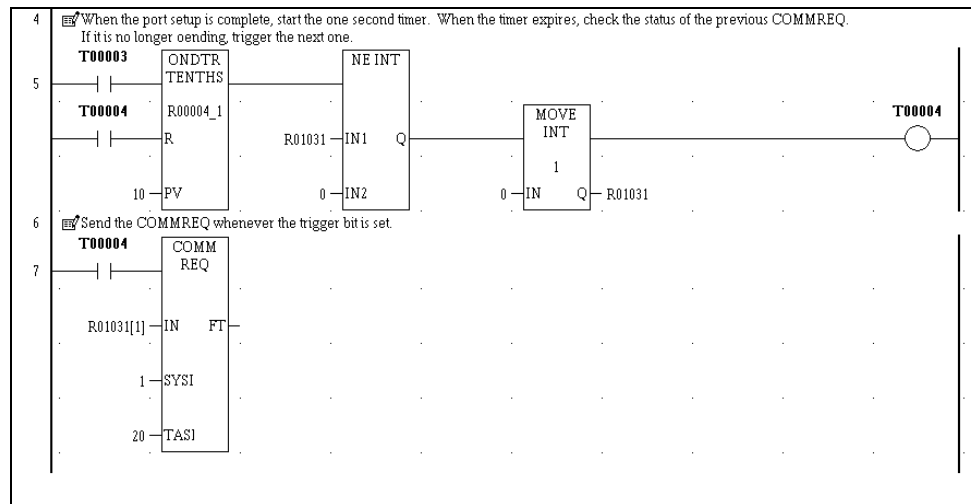 4 When the port setup is complete, start the one second timer. When the timer expires, check the status of the previous COMMREQ.
If it is no longer oending, trigger the next one.
T00003 ONDTR NE INT
TENTHS
5
T00004 R00004_1 MOVE T00004
INT
R R01031 IN1 Q
1
10 PV 0 IN2 0 IN Q R01031
6 Send the COMMREQ whenever the trigger bit is set.
T00004 COMM
REQ
7
R01031[1] IN FT
1 SYSI
20 TASI